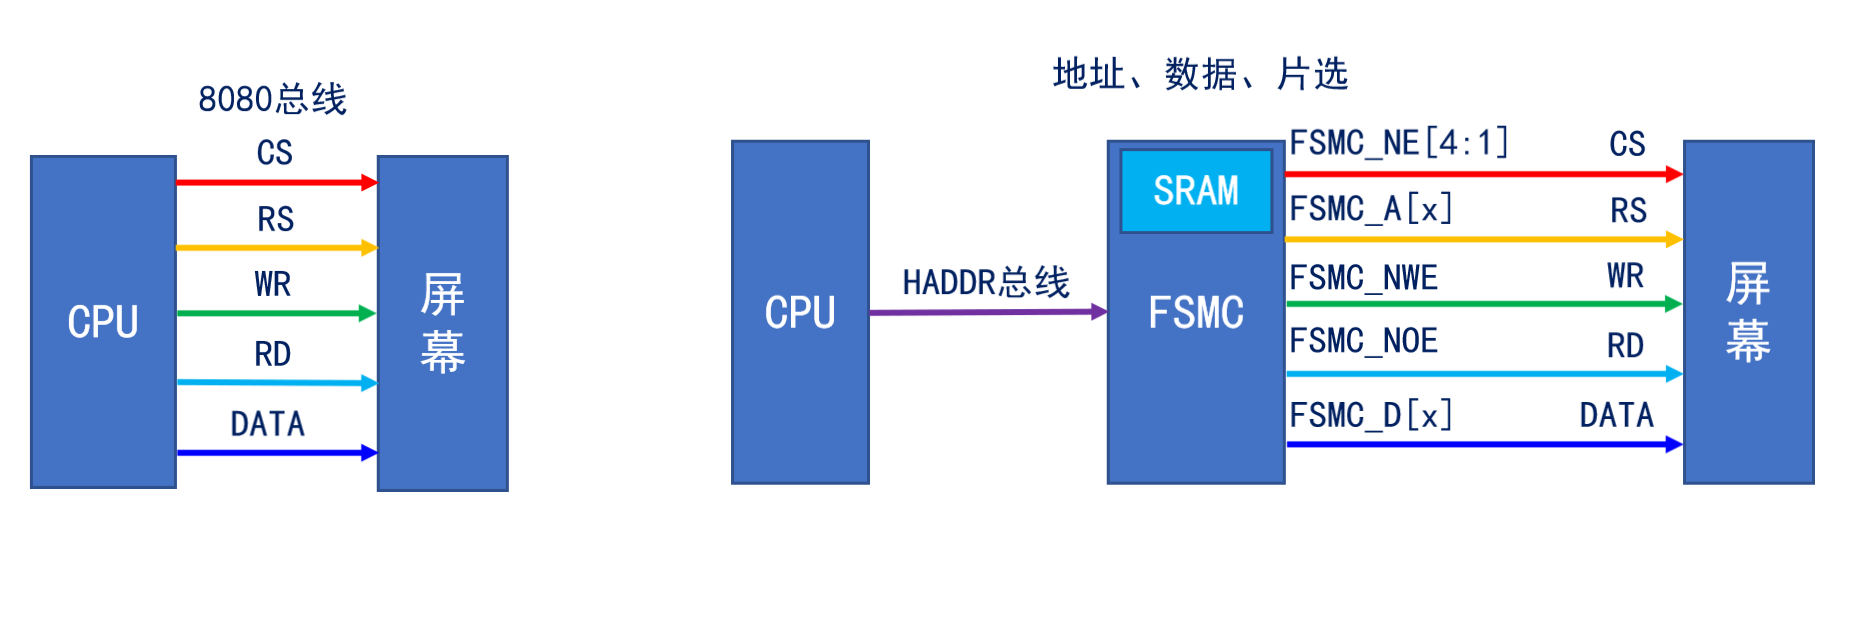 8080总线
CS
RS
WR
RD
DATA
CPU
屏
幕
地址、数据、片选
CPU
HADDR总线
SRAM
FSMC
FSMC_NE[4:1]
CS
FSMC_A[x]
RS
FSMC_NWE
WR
FSMC_NOE
RD
FSMC_D[x]
DATA
屏
幕